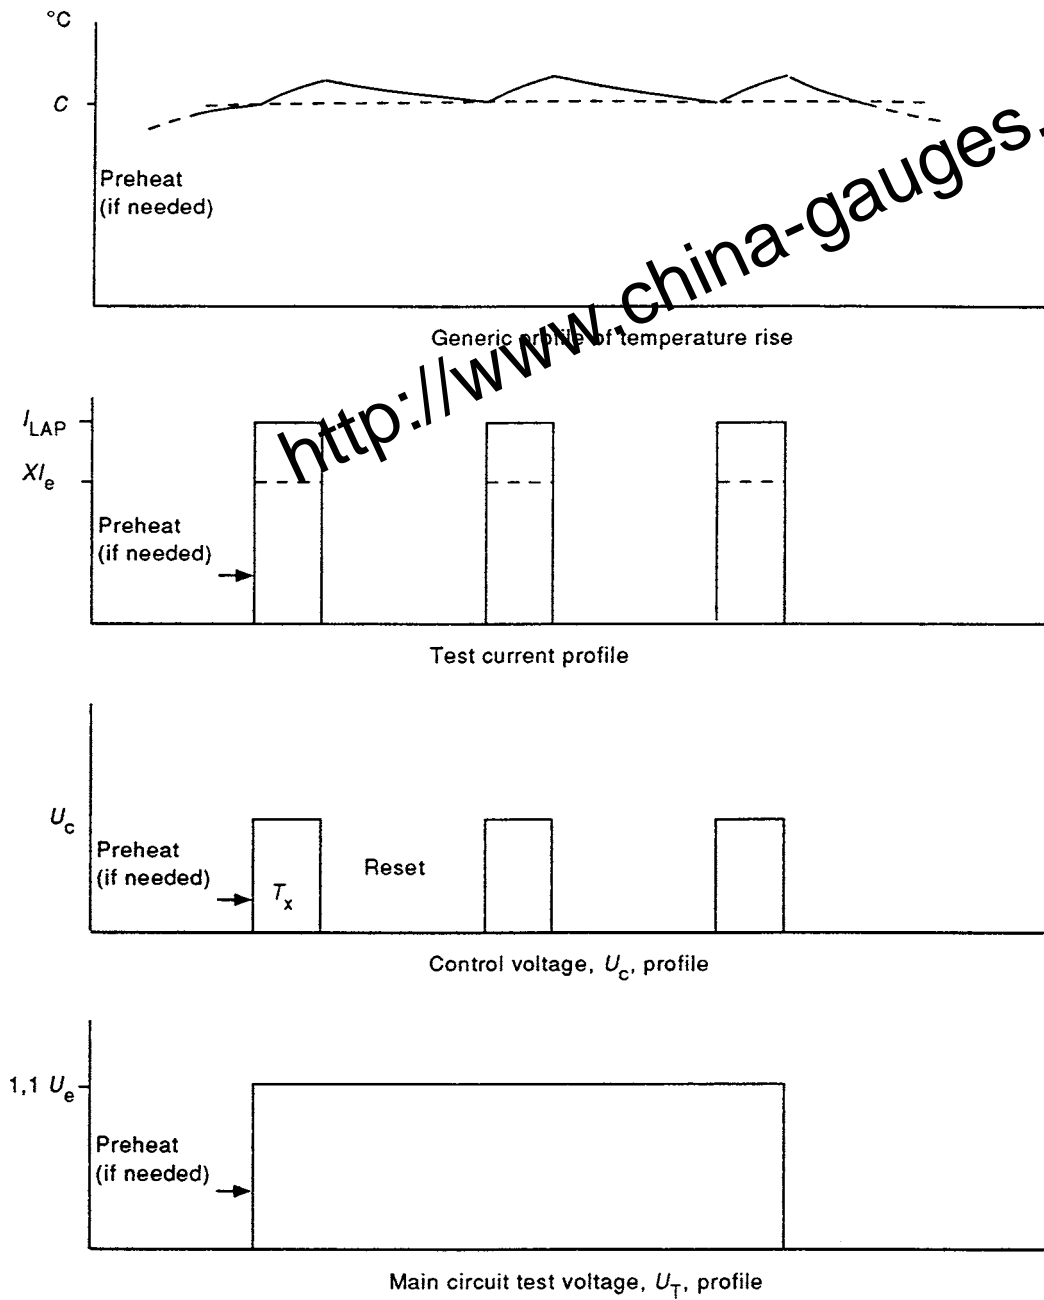 °C
C
Preheat
(if needed)
http://www.china-gauges.
Generic profile of temperature rise
I_LAP
XI_e
Preheat
(if needed)
Test current profile
U_c
Preheat
(if needed)
T_x
Reset
Control voltage, U_c, profile
1,1 U_e
Preheat
(if needed)
Main circuit test voltage, U_T, profile